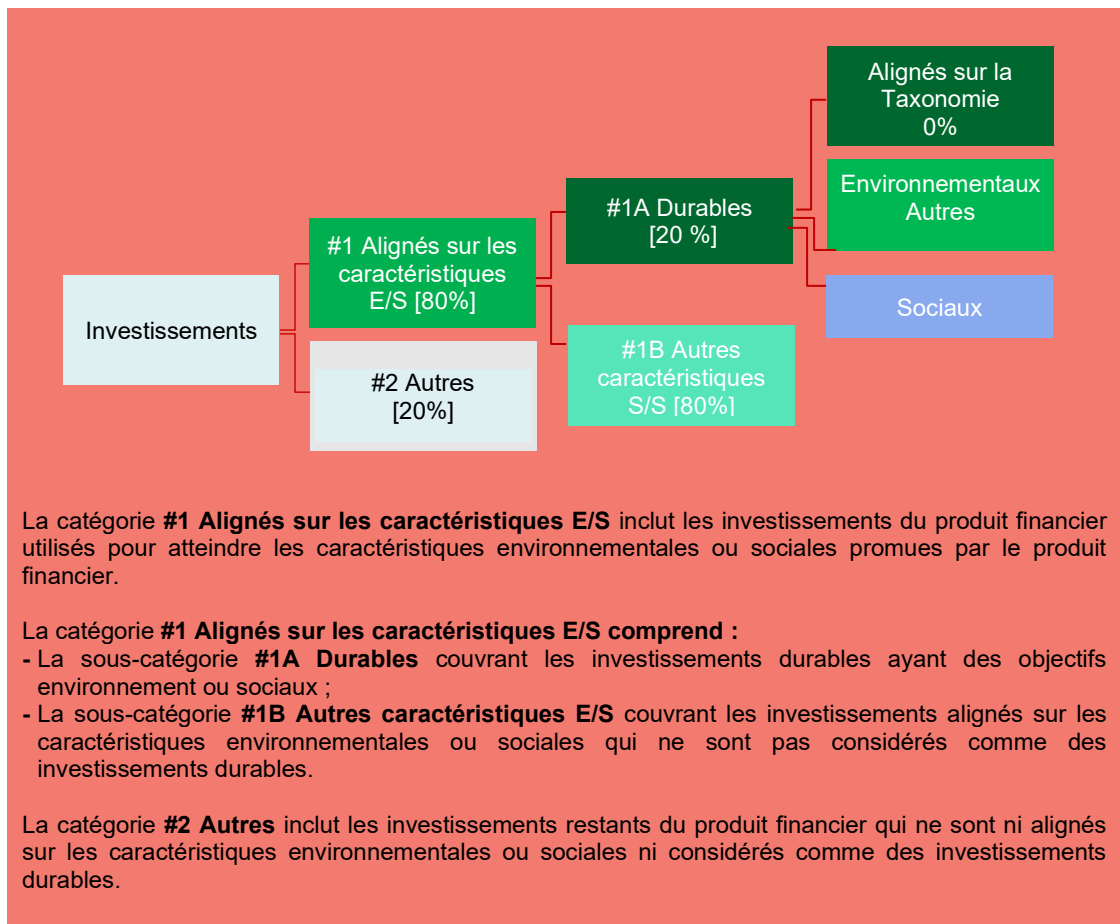 Alignés sur la
Taxonomie
0%
Environnementaux
Autres
#1A Durables
[20 %]
#1 Alignés sur les
caractéristiques
E/S [80%]
Sociaux
Investissements
#1B Autres
caractéristiques
S/S [80%]
#2 Autres
[20%]
La catégorie #1 Alignés sur les caractéristiques E/S inclut les investissements du produit financier
utilisés pour atteindre les caractéristiques environnementales ou sociales promues par le produit
financier.
La catégorie #1 Alignés sur les caractéristiques E/S comprend :
- La sous-catégorie #1A Durables couvrant les investissements durables ayant des objectifs
environnement ou sociaux ;
- La sous-catégorie #1B Autres caractéristiques E/S couvrant les investissements alignés sur les
caractéristiques environnementales ou sociales qui ne sont pas considérés comme des
investissements durables.
La catégorie #2 Autres inclut les investissements restants du produit financier qui ne sont ni alignés
sur les caractéristiques environnementales ou sociales ni considérés comme des investissements
durables.